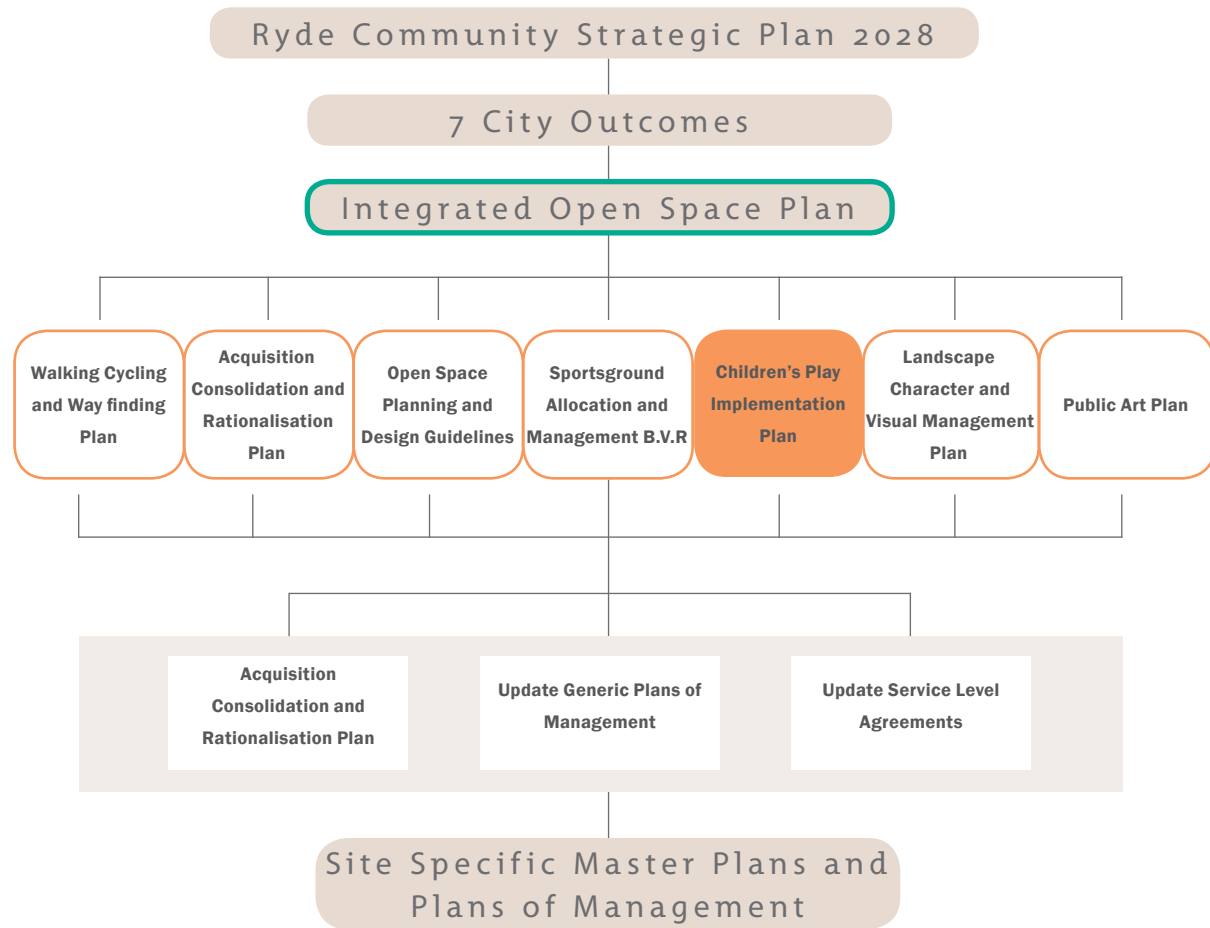 Ryde Community Strategic Plan 2028
7 City Outcomes
Integrated Open Space Plan
Walking Cycling
and Way finding
Plan
Acquisition
Consolidation and
Rationalisation
Plan
Open Space
Planning and
Design Guidelines
Sportsground
Allocation and
Management B.V.R
Children’s Play
Implementation
Plan
Landscape
Character and
Visual Management
Plan
Public Art Plan
Acquisition
Consolidation and
Rationalisation Plan
Update Generic Plans of
Management
Update Service Level
Agreements
Site Specific Master Plans and
Plans of Management